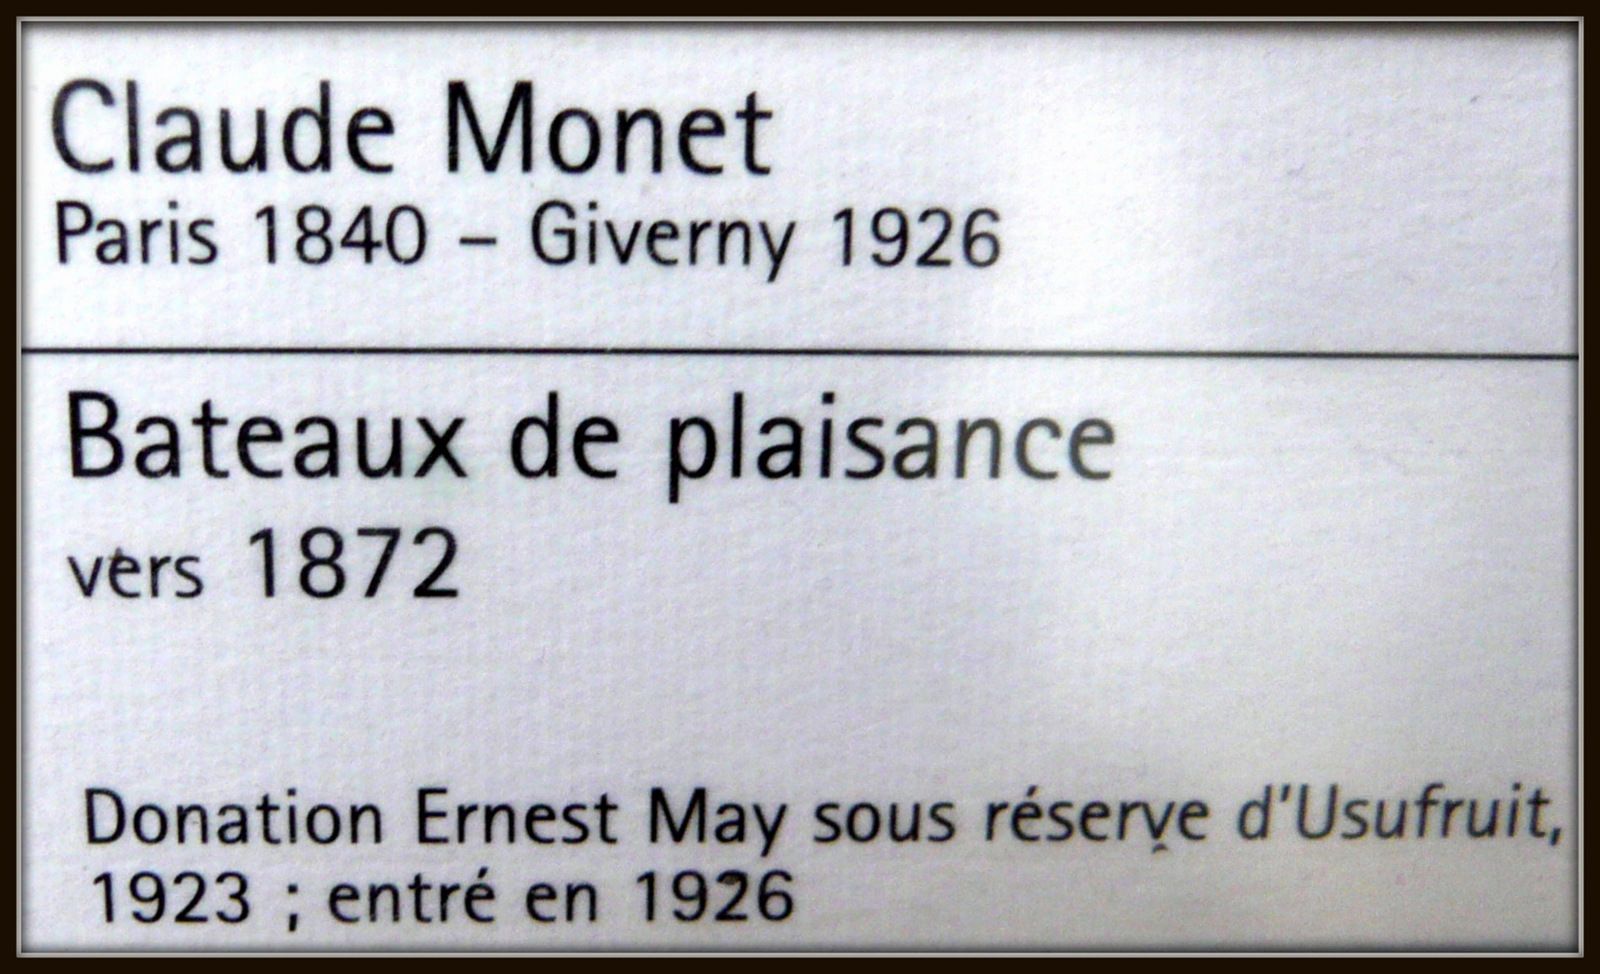 Claude Monet
Paris 1840 – Giverny 1926
Bateaux de plaisance
vers 1872
Donation Ernest May sous réserve d'Usufruit,
1923 ; entré en 1926